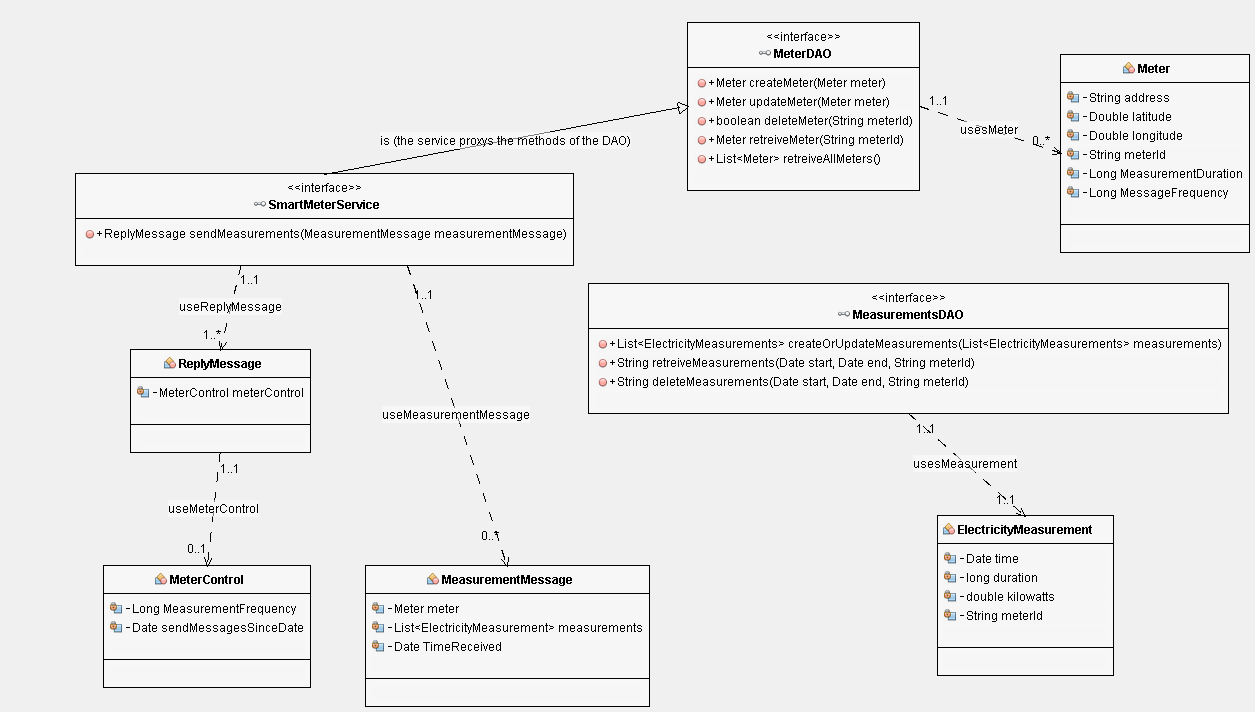 <<interface>>
MeterDAO
+Meter createMeter(Meter meter)
+Meter updateMeter(Meter meter)
+boolean deleteMeter(String meterId)
+Meter retreiveMeter(String meterId)
+List<Meter> retreiveAllMeters()
1..1
usesMeter
0..*
Meter
-String address
-Double latitude
-Double longitude
-String meterId
-Long MeasurementDuration
-Long MessageFrequency
is (the service proxys the methods of the DAO)
<<interface>>
SmartMeterService
+ReplyMessage sendMeasurements(MeasurementMessage measurementMessage)
1..1
useReplyMessage
1..*
1..1
useMeasurementMessage
0..*
ReplyMessage
-MeterControl meterControl
1..1
useMeterControl
0..1
MeterControl
-Long MeasurementFrequency
-Date sendMessagesSinceDate
MeasurementMessage
-Meter meter
-List<ElectricityMeasurement> measurements
-Date TimeReceived
<<interface>>
MeasurementsDAO
+List<ElectricityMeasurements> createOrUpdateMeasurements(List<ElectricityMeasurements> measurements)
+String retreiveMeasurements(Date start, Date end, String meterId)
+String deleteMeasurements(Date start, Date end, String meterId)
1..1
usesMeasurement
1..1
ElectricityMeasurement
-Date time
-long duration
-double kilowatts
-String meterId